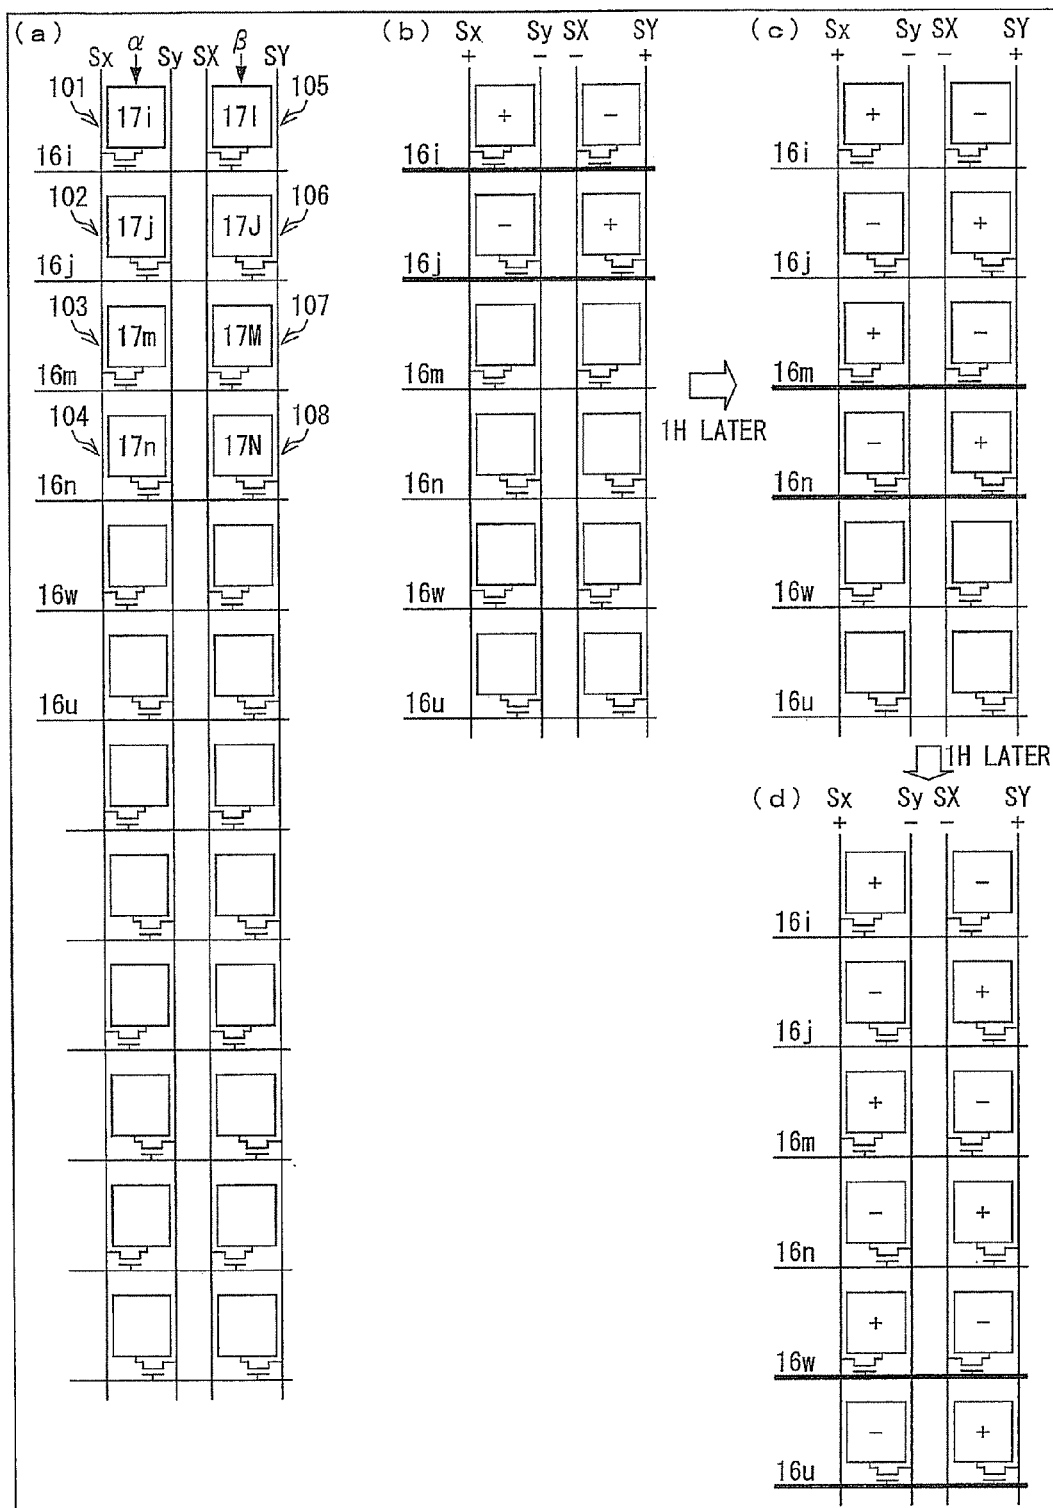 (a)
α β
Sx Sy SX SY
101 17i 17I 105
16i
102 17j 17J 106
16j
103 17m 17M 107
16m
104 17n 17N 108
16n
16w
16u
(b) Sx Sy SX SY
+ − − +
+ −
16i
− +
16j
16m
16n
16w
16u
1H LATER
(c) Sx Sy SX SY
+ − − +
+ −
16i
− +
16j
+ −
16m
− +
16n
16w
16u
1H LATER
(d) Sx Sy SX SY
+ − − +
+ −
16i
− +
16j
+ −
16m
− +
16n
+ −
16w
− +
16u